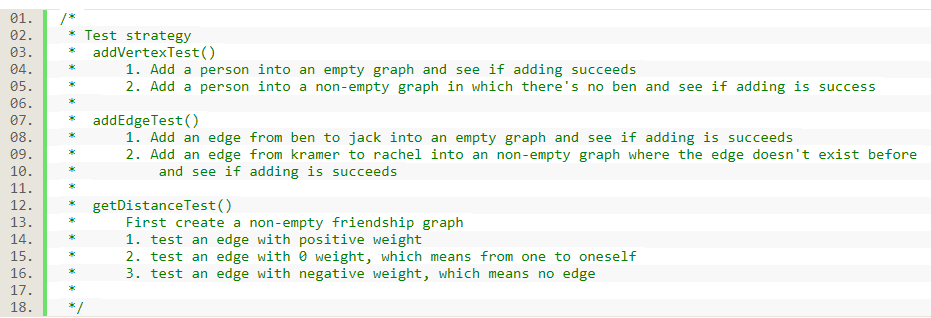 01. /*
02.  * Test strategy
03.  *  addVertexTest()
04.  *      1. Add a person into an empty graph and see if adding succeeds
05.  *      2. Add a person into a non-empty graph in which there's no ben and see if adding is success
06.  *
07.  *  addEdgeTest()
08.  *      1. Add an edge from ben to jack into an empty graph and see if adding is succeeds
09.  *      2. Add an edge from kramer to rachel into an non-empty graph where the edge doesn't exist before
10.  *          and see if adding is succeeds
11.  *
12.  *  getDistanceTest()
13.  *      First create a non-empty friendship graph
14.  *      1. test an edge with positive weight
15.  *      2. test an edge with 0 weight, which means from one to oneself
16.  *      3. test an edge with negative weight, which means no edge
17.  *
18.  */